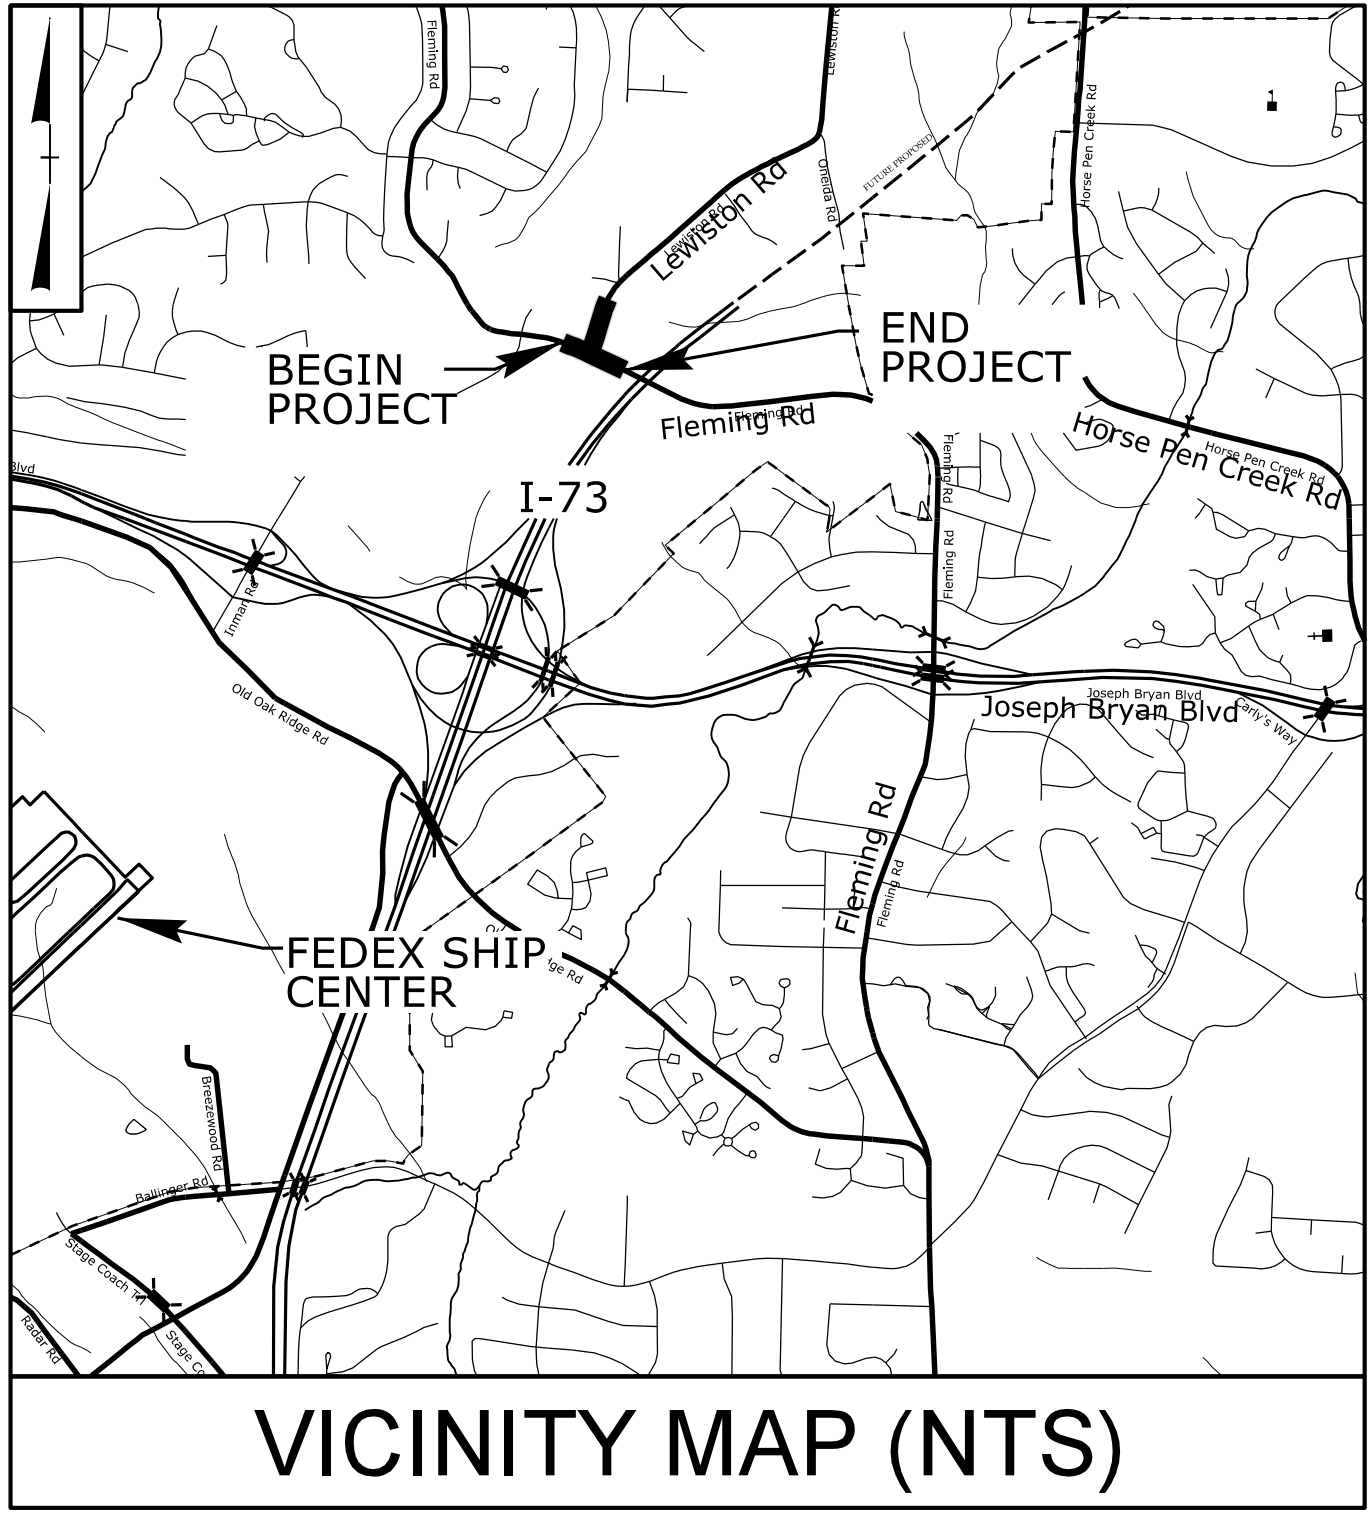 Fleming Rd
Lewiston R
Horse Pen Creek Rd
FUTURE PROPOSED
Oneida Rd
Lewiston Rd
Lewiston Rd
BEGIN
PROJECT
END
PROJECT
Fleming Rd
Fleming Rd
Horse Pen Creek Rd
Horse Pen Creek Rd
Blvd
I-73
Fleming Rd
Fleming Rd
Inman Rd
Old Oak Ridge Rd
Joseph Bryan Blvd
Joseph Bryan Blvd
Carly's Way
Fleming Rd
Fleming Rd
FEDEX SHIP
CENTER
dge Rd
Breezewood Rd
Ballinger Rd
Stage Coach Trl
Stage Co
Radar Rd
VICINITY MAP (NTS)